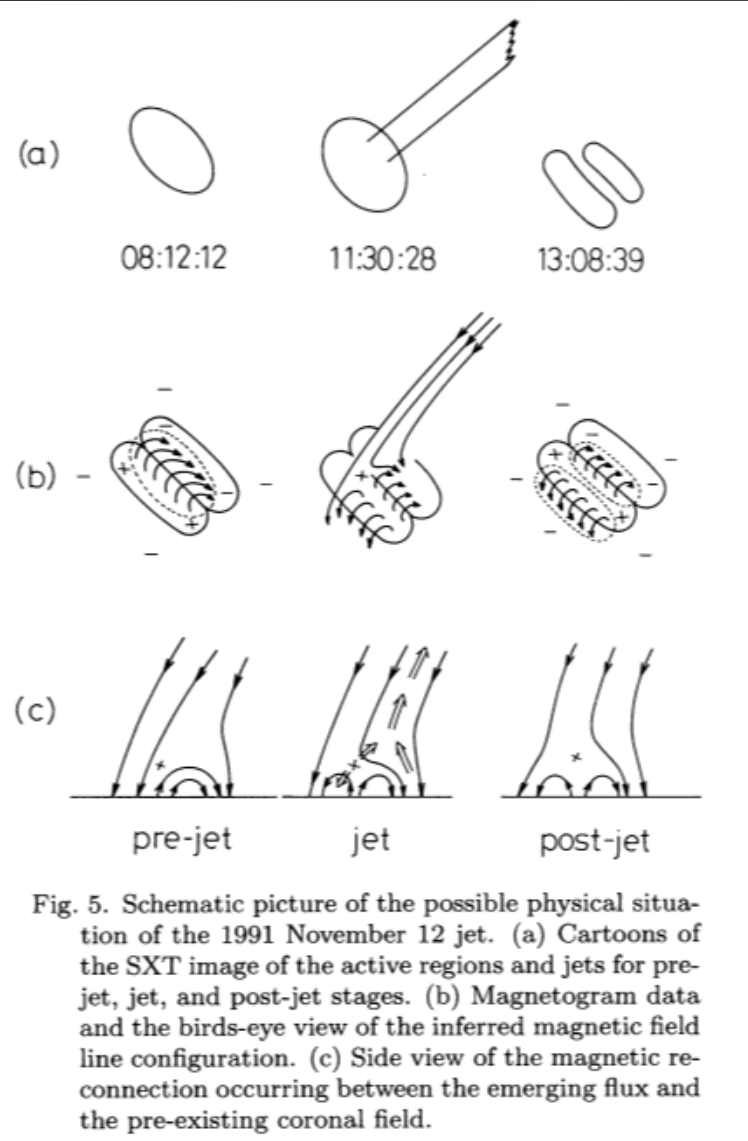 (a)
08:12:12 11:30:28 13:08:39
(b)
− − − − − −
+ + + − − −
− − + + − −
− −
(c)
× × ×
pre-jet jet post-jet
Fig. 5. Schematic picture of the possible physical situa-
tion of the 1991 November 12 jet. (a) Cartoons of
the SXT image of the active regions and jets for pre-
jet, jet, and post-jet stages. (b) Magnetogram data
and the birds-eye view of the inferred magnetic field
line configuration. (c) Side view of the magnetic re-
connection occurring between the emerging flux and
the pre-existing coronal field.